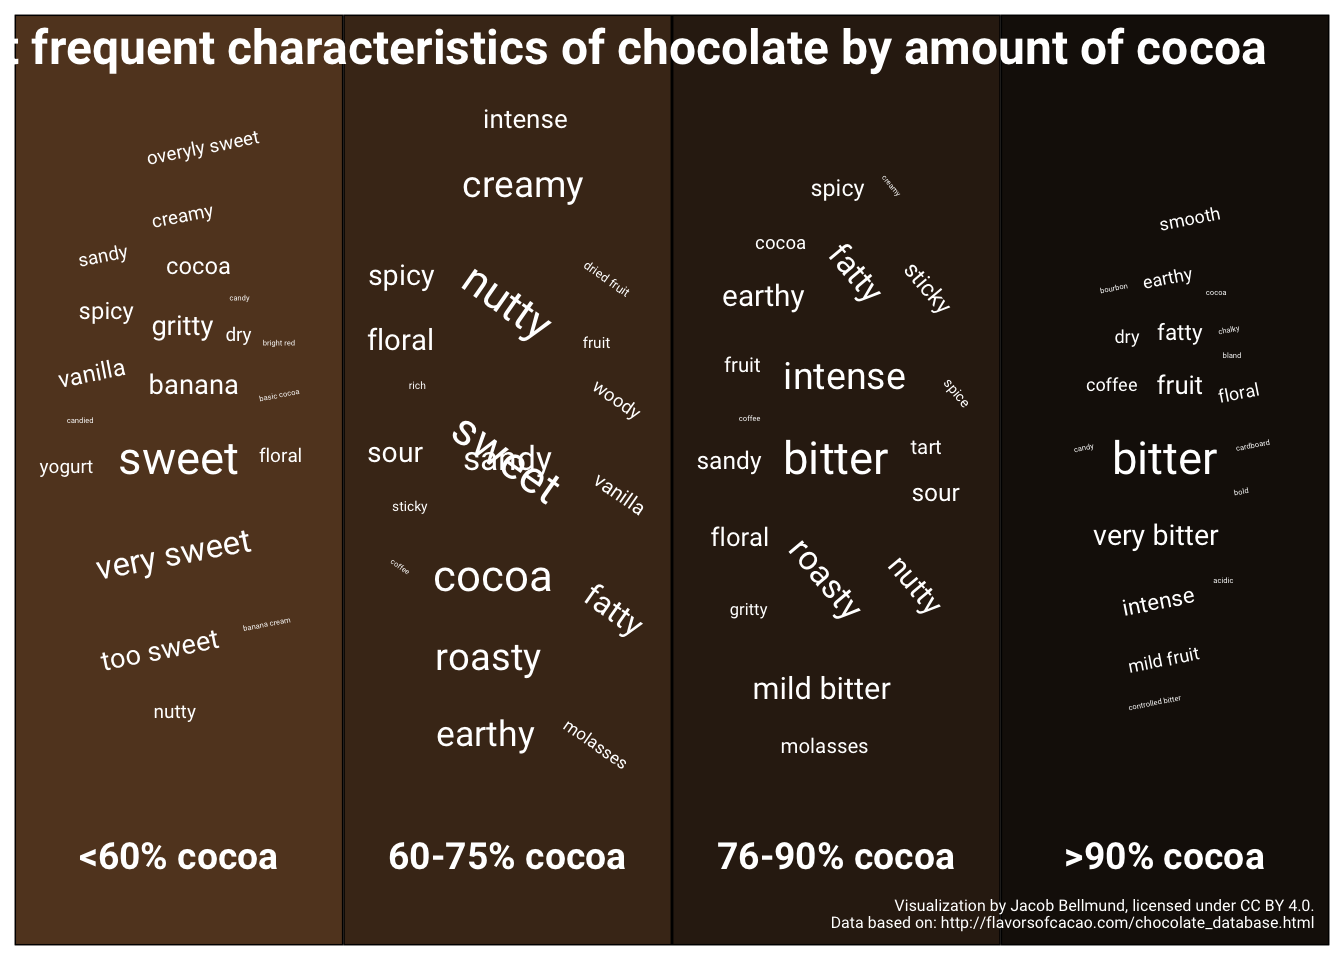 t frequent characteristics of chocolate by amount of cocoa
overyly sweet
creamy
sandy
cocoa
candy
spicy
gritty
dry
bright red
vanilla
banana
basic cocoa
candied
yogurt
sweet
floral
very sweet
banana cream
too sweet
nutty
<60% cocoa
intense
creamy
spicy
nutty
dried fruit
floral
fruit
rich
woody
sour
sweet
sandy
vanilla
sticky
coffee
cocoa
fatty
roasty
earthy
molasses
60-75% cocoa
spicy
creamy
cocoa
fatty
sticky
earthy
fruit
intense
spice
coffee
sandy
bitter
tart
sour
floral
roasty
nutty
gritty
mild bitter
molasses
76-90% cocoa
smooth
earthy
bourbon
cocoa
dry
fatty
chalky
bland
coffee
fruit
floral
candy
bitter
cardboard
bold
very bitter
acidic
intense
mild fruit
controlled bitter
>90% cocoa
Visualization by Jacob Bellmund, licensed under CC BY 4.0.
Data based on: http://flavorsofcacao.com/chocolate_database.html